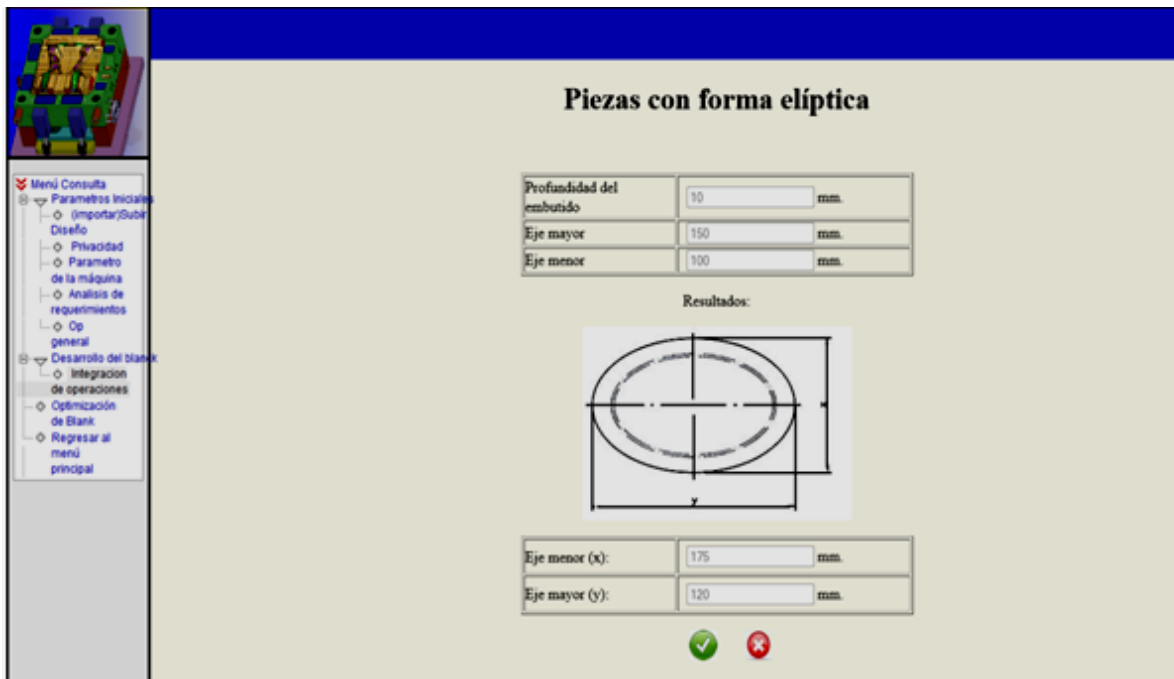 Piezas con forma elíptica
Menú Consulta
Parametros Iniciales
(importar)Subir
Diseño
Privacidad
Parametro
de la máquina
Analisis de
requerimientos
Op
general
Desarrollo del blanck
Integracion
de operaciones
Optimización
de Blank
Regresar al
menú
principal
Profundidad del
embutido 10 mm.
Eje mayor 150 mm.
Eje menor 100 mm.
Resultados:
x
y
Eje menor (x): 175 mm.
Eje mayor (y): 120 mm.